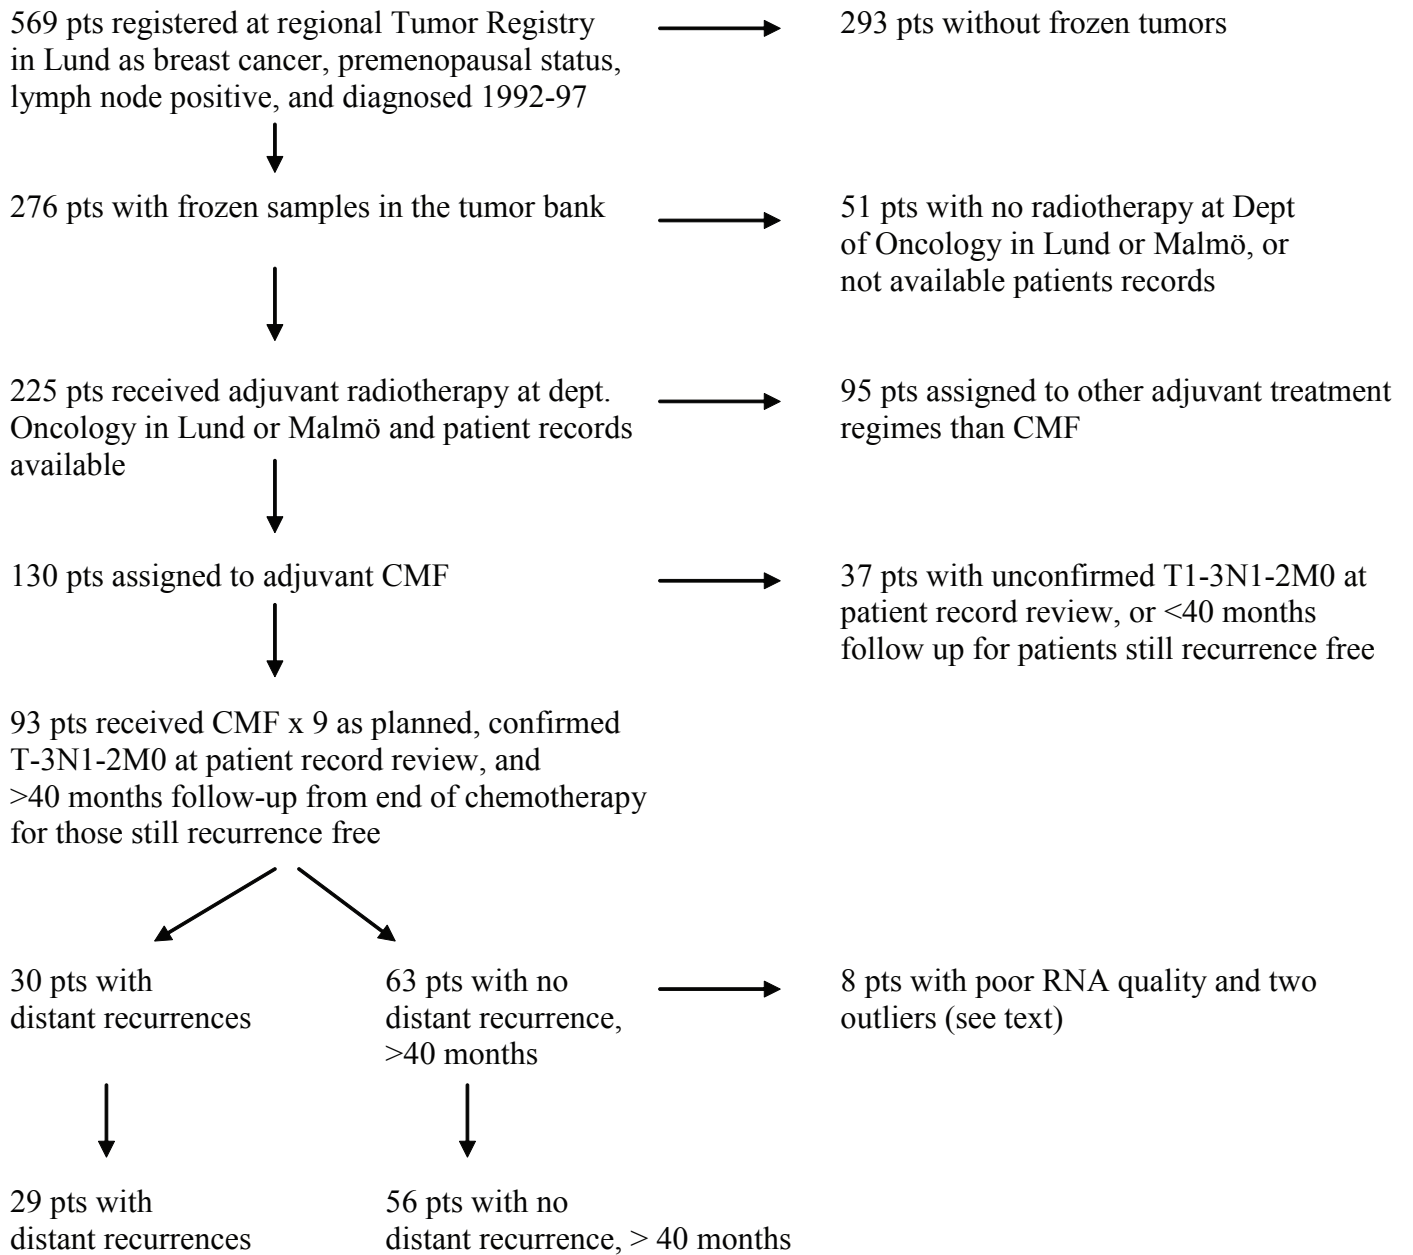 569 pts registered at regional Tumor Registry
in Lund as breast cancer, premenopausal status,
lymph node positive, and diagnosed 1992-97
293 pts without frozen tumors
276 pts with frozen samples in the tumor bank
51 pts with no radiotherapy at Dept
of Oncology in Lund or Malmö, or
not available patients records
225 pts received adjuvant radiotherapy at dept.
Oncology in Lund or Malmö and patient records
available
95 pts assigned to other adjuvant treatment
regimes than CMF
130 pts assigned to adjuvant CMF
37 pts with unconfirmed T1-3N1-2M0 at
patient record review, or <40 months
follow up for patients still recurrence free
93 pts received CMF x 9 as planned, confirmed
T-3N1-2M0 at patient record review, and
>40 months follow-up from end of chemotherapy
for those still recurrence free
30 pts with
distant recurrences
63 pts with no
distant recurrence,
>40 months
8 pts with poor RNA quality and two
outliers (see text)
29 pts with
distant recurrences
56 pts with no
distant recurrence, > 40 months